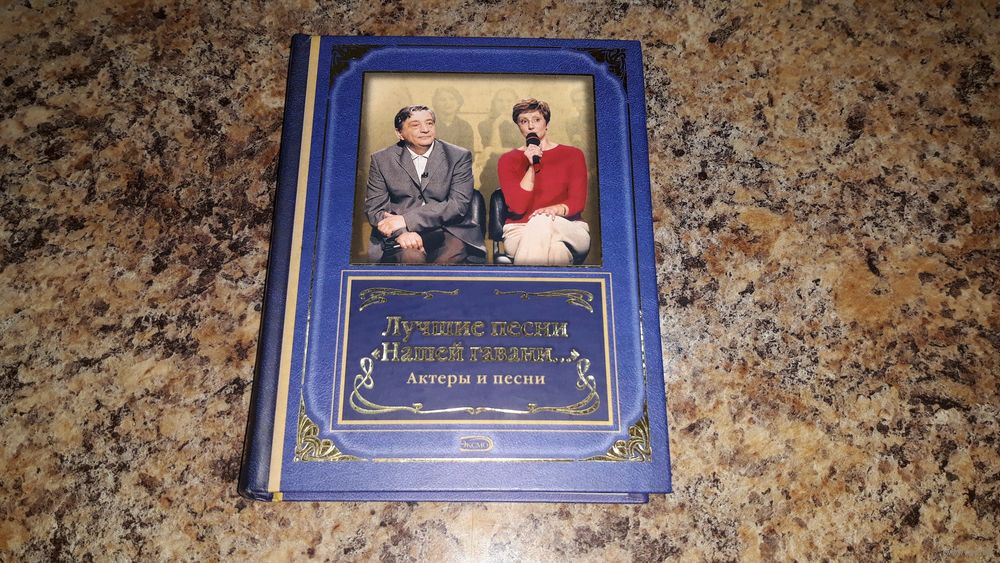 Лучшие песни
«Нашей гавани...»
Актеры и песни
ЭКСМО